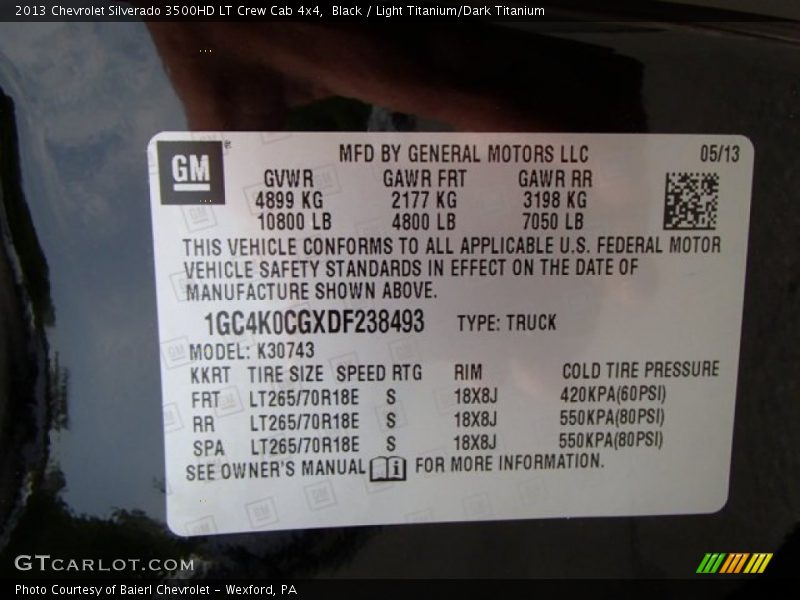 2013 Chevrolet Silverado 3500HD LT Crew Cab 4x4,  Black / Light Titanium/Dark Titanium
GM ® MFD BY GENERAL MOTORS LLC 05/13
GVWR GAWR FRT GAWR RR
4899 KG 2177 KG 3198 KG
10800 LB 4800 LB 7050 LB
THIS VEHICLE CONFORMS TO ALL APPLICABLE U.S. FEDERAL MOTOR
VEHICLE SAFETY STANDARDS IN EFFECT ON THE DATE OF
MANUFACTURE SHOWN ABOVE.
1GC4K0CGXDF238493 TYPE: TRUCK
MODEL: K30743
KKRT TIRE SIZE SPEED RTG RIM COLD TIRE PRESSURE
FRT LT265/70R18E S 18X8J 420KPA(60PSI)
RR LT265/70R18E S 18X8J 550KPA(80PSI)
SPA LT265/70R18E S 18X8J 550KPA(80PSI)
SEE OWNER'S MANUAL i FOR MORE INFORMATION.
GTCARLOT.COM
Photo Courtesy of Baierl Chevrolet - Wexford, PA